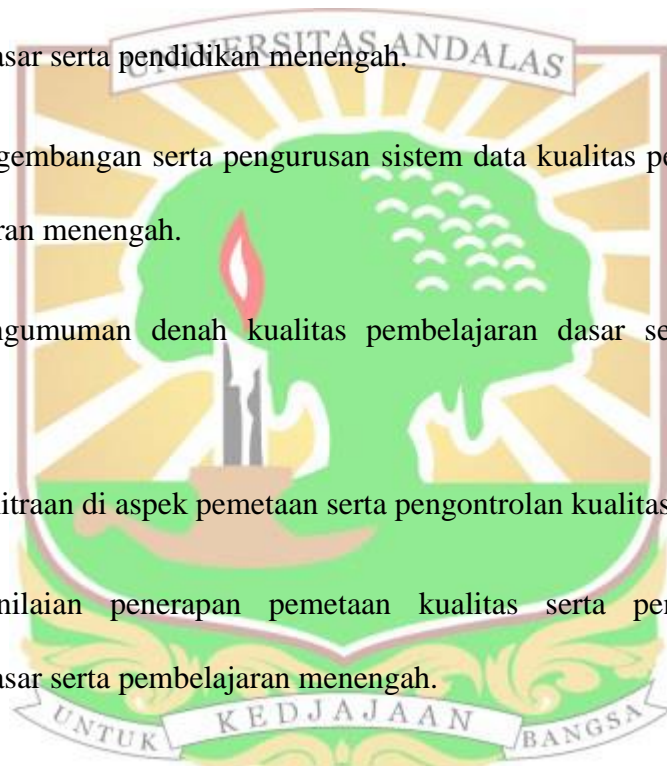 UNIVERSITAS ANDALAS
asar serta pendidikan menengah.
gembangan serta pengurusan sistem data kualitas pe
ran menengah.
ngumuman denah kualitas pembelajaran dasar se
itraan di aspek pemetaan serta pengontrolan kualitas
nilaian penerapan pemetaan kualitas serta per
asar serta pembelajaran menengah.
UNTUK KEDJAJAAN BANGSA